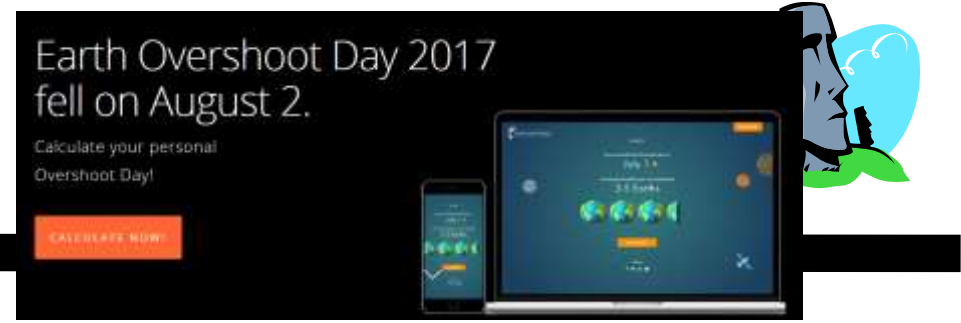 Earth Overshoot Day 2017
fell on August 2.
Calculate your personal
Overshoot Day!
CALCULATE NOW!